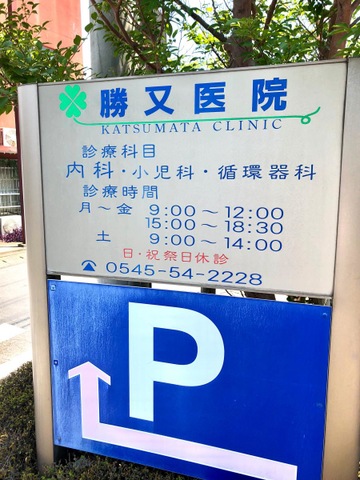 勝又医院
KATSUMATA CLINIC
診療科目
内科・小児科・循環器科
診療時間
月～金 9:00～12:00
15:00～18:30
土 9:00～14:00
日・祝祭日休診
☎ 0545-54-2228
P